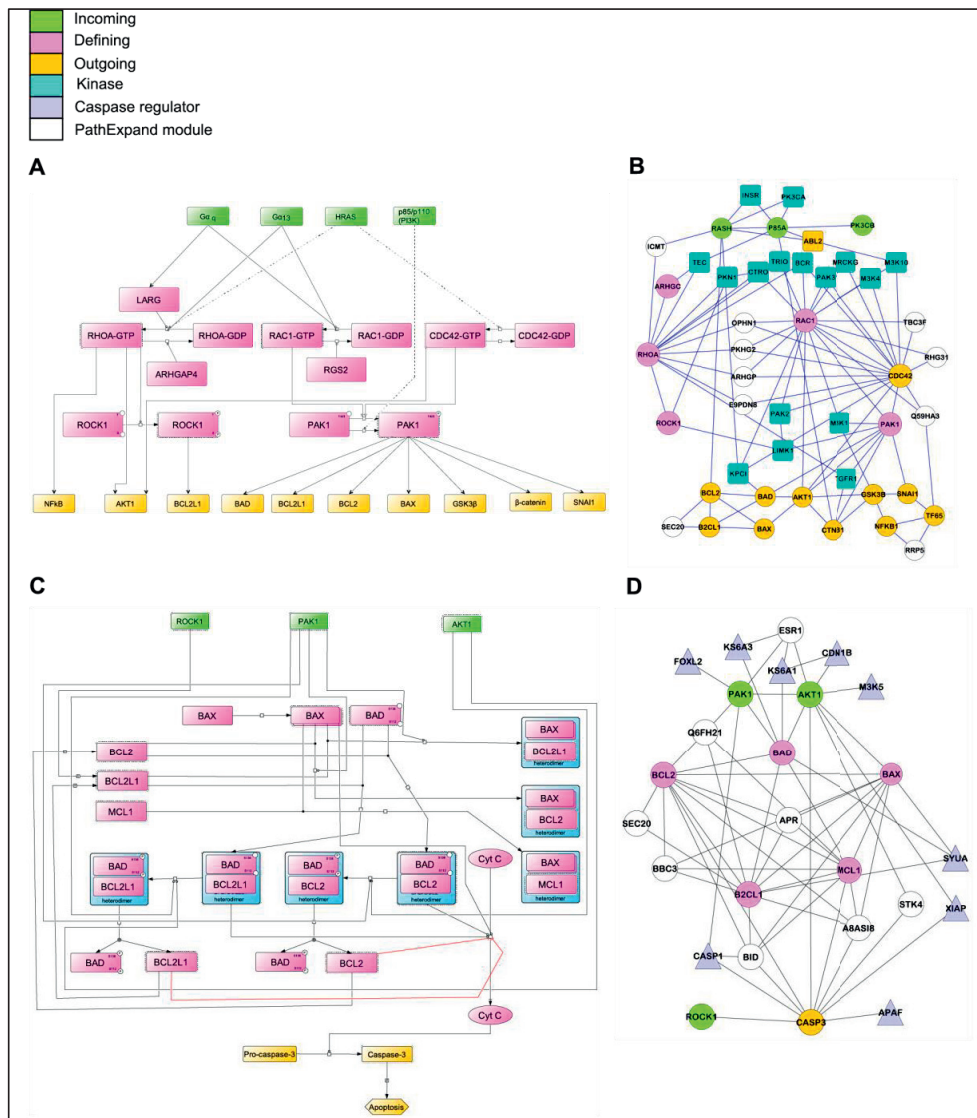 Incoming
Defining
Outgoing
Kinase
Caspase regulator
PathExpand module
A
Gα q
Gα13
HRAS
p85/p110
(PI3K)
LARG
RHOA-GTP
RHOA-GDP
RAC1-GTP
RAC1-GDP
CDC42-GTP
CDC42-GDP
ARHGAP4
RGS2
ROCK1
ROCK1
PAK1
PAK1
NFkB
AKT1
BCL2L1
BAD
BCL2L1
BCL2
BAX
GSK3β
β-catenin
SNAI1
B
INSR
PK3CA
RASH
P85A
PK3CB
ABL2
ICMT
TEC
PKN1
CTRO
TRIO
BCR
PAK3
MRCKG
M3K4
M3K10
ARHGC
RAC1
OPHN1
TBC3F
RHOA
PKHG2
RHG31
ARHGP
CDC42
E9PDN6
PAK2
Q59HA3
ROCK1
M3K1
PAK1
LIMK1
KPCI
TGFR1
BCL2
BAD
AKT1
GSK3B
SNAI1
SEC20
B2CL1
BAX
CTNB1
NFKB1
TF65
RRP5
C
ROCK1
PAK1
AKT1
BAX
BAX
BAD
BAX
BCL2L1
heterodimer
BCL2
BCL2L1
MCL1
BAX
BCL2
heterodimer
BAD
BCL2L1
heterodimer
BAD
BCL2L1
BAD
BCL2
heterodimer
BAD
BCL2
Cyt C
BAX
MCL1
heterodimer
BAD
BCL2L1
BAD
BCL2
Cyt C
Pro-caspase-3
Caspase-3
Apoptosis
D
ESR1
KS6A3
FOXL2
KS6A1
CDN1B
M3K5
PAK1
AKT1
Q6FH21
BAD
BCL2
BAX
SEC20
APR
BBC3
MCL1
SYUA
B2CL1
STK4
XIAP
A8ASI8
CASP1
BID
ROCK1
CASP3
APAF